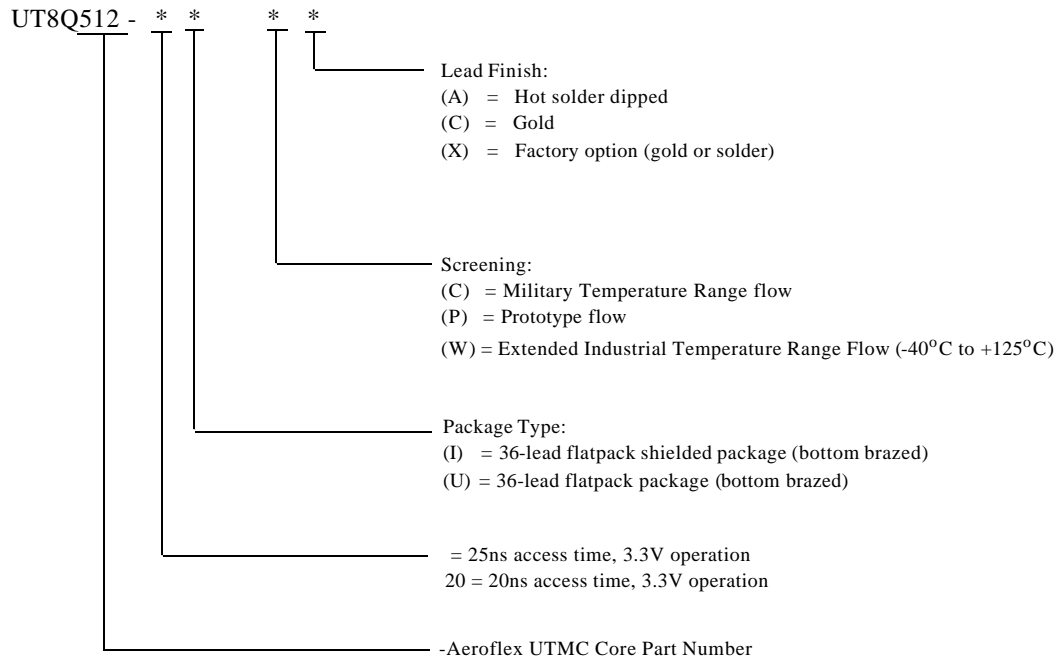 UT8Q512 - * * * *
Lead Finish:
(A) = Hot solder dipped
(C) = Gold
(X) = Factory option (gold or solder)
Screening:
(C) = Military Temperature Range flow
(P) = Prototype flow
(W) = Extended Industrial Temperature Range Flow (-40°C to +125°C)
Package Type:
(I) = 36-lead flatpack shielded package (bottom brazed)
(U) = 36-lead flatpack package (bottom brazed)
= 25ns access time, 3.3V operation
20 = 20ns access time, 3.3V operation
-Aeroflex UTMC Core Part Number